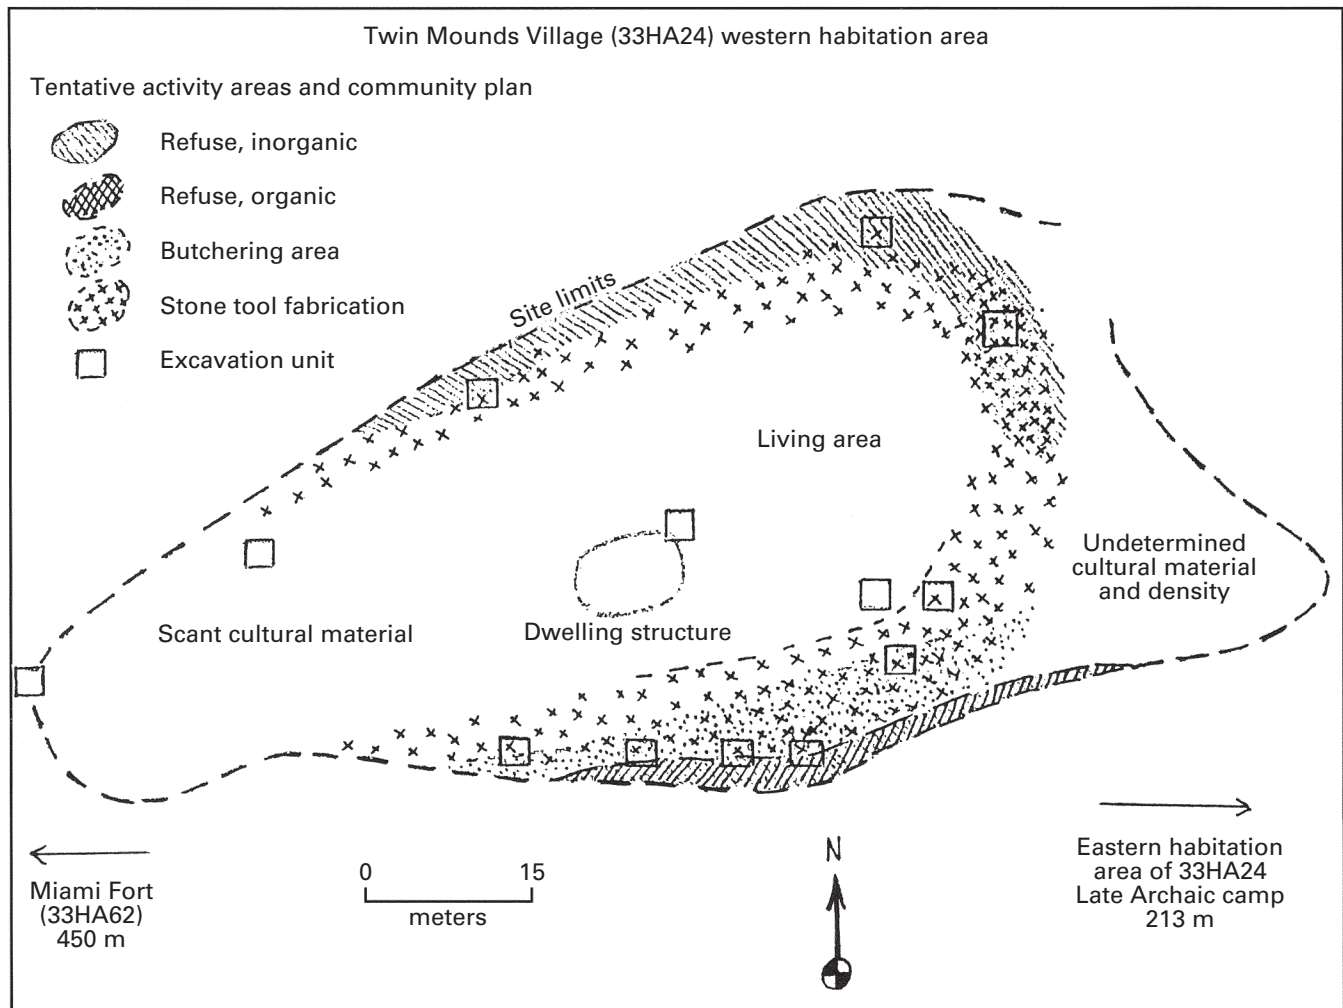 Twin Mounds Village (33HA24) western habitation area
Tentative activity areas and community plan
Refuse, inorganic
Refuse, organic
Butchering area
Stone tool fabrication
Excavation unit
Site limits
Living area
Undetermined
cultural material
and density
Scant cultural material
Dwelling structure
Miami Fort
(33HA62)
450 m
0 15
meters
N
Eastern habitation
area of 33HA24
Late Archaic camp
213 m